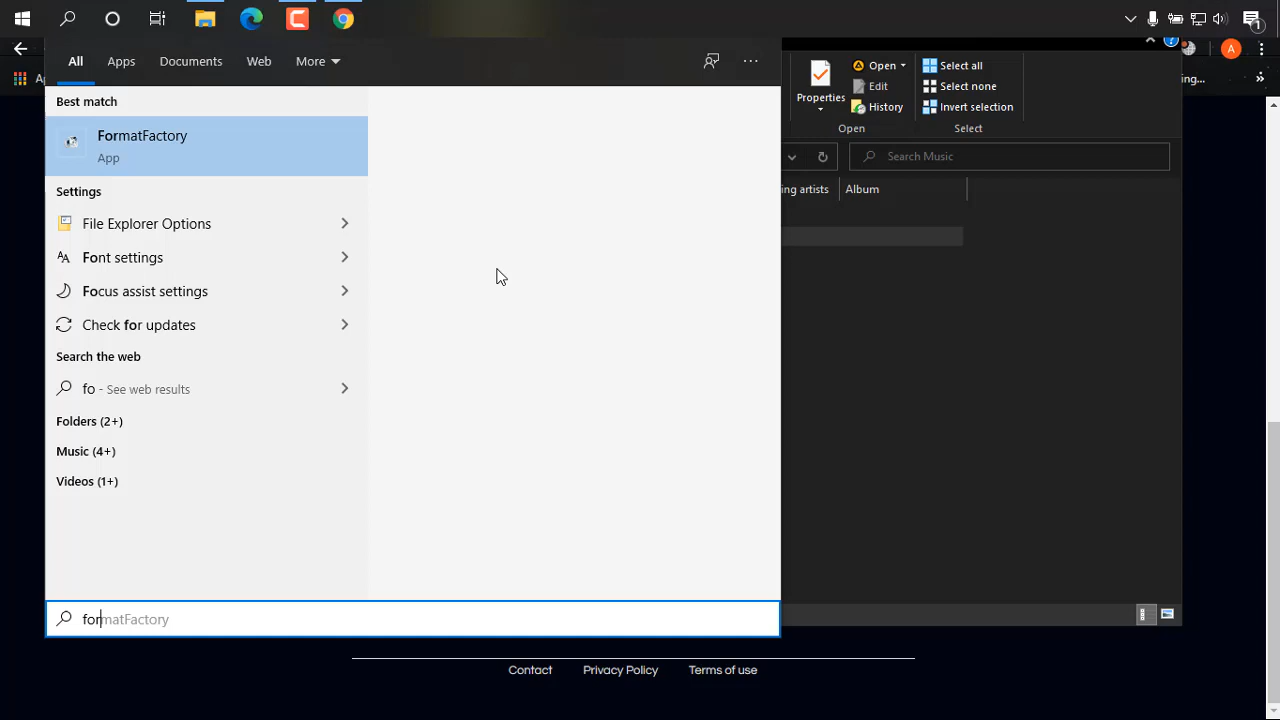 1
Ap
A
ing...
All Apps Documents Web More
Best match
FormatFactory
App
Settings
File Explorer Options
Font settings
Focus assist settings
Check for updates
Search the web
fo - See web results
Folders (2+)
Music (4+)
Videos (1+)
formatFactory
Properties
Open
Edit
History
Open
Select all
Select none
Invert selection
Select
Search Music
ing artists Album
Contact Privacy Policy Terms of use